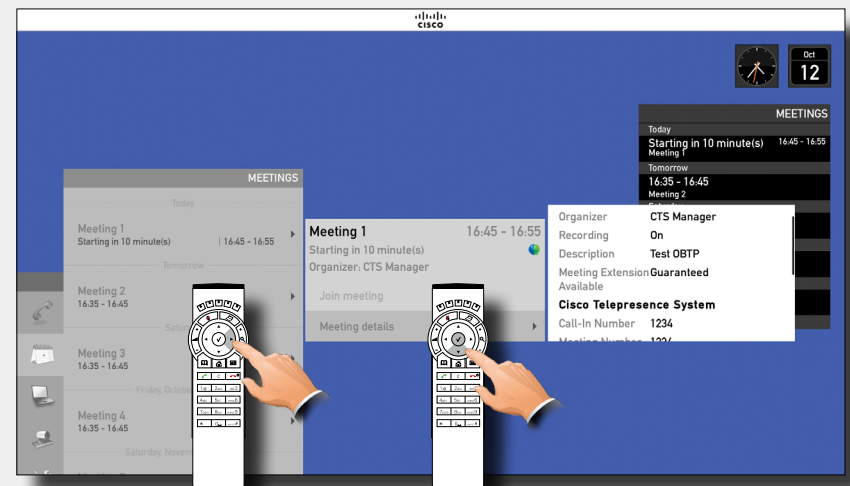 CISCO
Oct
12
MEETINGS
Today
Starting in 10 minute(s) 16:45 - 16:55
Meeting 1
Tomorrow
16:35 - 16:45
Meeting 2
MEETINGS
Today
Meeting 1
Starting in 10 minute(s) | 16:45 - 16:55
Tomorrow
Meeting 2
16:35 - 16:45
Meeting 3
16:35 - 16:45
Meeting 4
16:35 - 16:45
Meeting 1 16:45 - 16:55
Starting in 10 minute(s)
Organizer: CTS Manager
Join meeting
Meeting details
Organizer CTS Manager
Recording On
Description Test OBTP
Meeting Extension Guaranteed
Available
Cisco Telepresence System
Call-In Number 1234
Meeting Number 1234